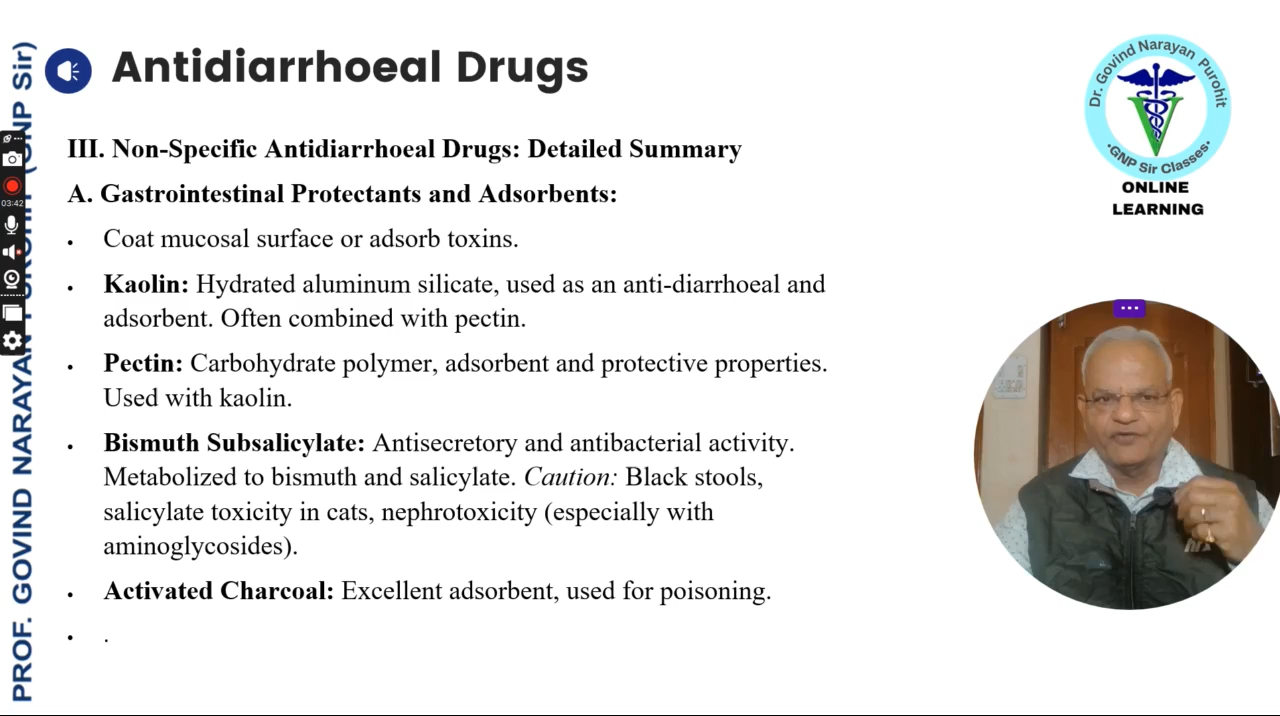 Antidiarrhoeal Drugs
III. Non-Specific Antidiarrhoeal Drugs: Detailed Summary
A. Gastrointestinal Protectants and Adsorbents:
• Coat mucosal surface or adsorb toxins.
• Kaolin: Hydrated aluminum silicate, used as an anti-diarrhoeal and
adsorbent. Often combined with pectin.
• Pectin: Carbohydrate polymer, adsorbent and protective properties.
Used with kaolin.
• Bismuth Subsalicylate: Antisecretory and antibacterial activity.
Metabolized to bismuth and salicylate. Caution: Black stools,
salicylate toxicity in cats, nephrotoxicity (especially with
aminoglycosides).
• Activated Charcoal: Excellent adsorbent, used for poisoning.
• .
PROF. GOVIND NARAYAN (GNP Sir)
03:42
Dr. Govind Narayan Purohit
•GNP Sir Classes•
ONLINE
LEARNING